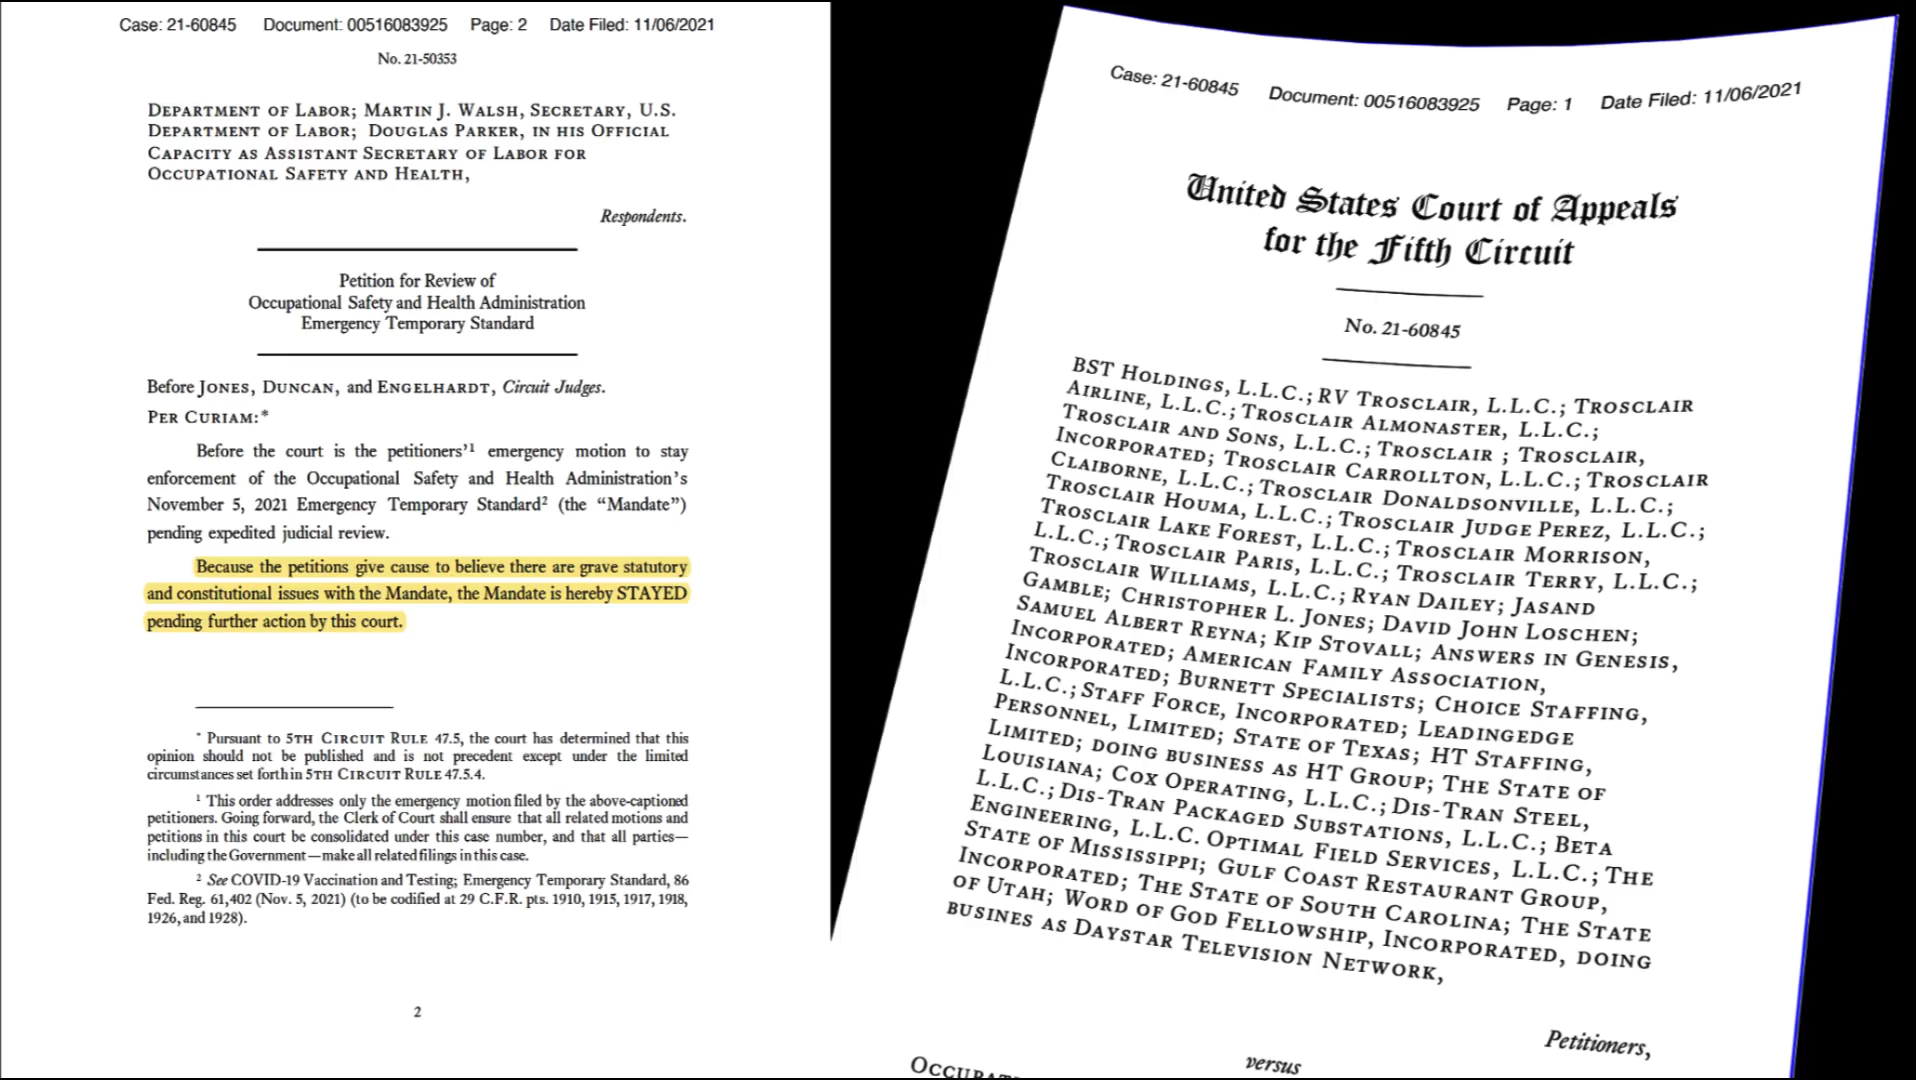 Case: 21-60845 Document: 00516083925 Page: 2 Date Filed: 11/06/2021
No. 21-50353
Department of Labor; Martin J. Walsh, Secretary, U.S.
Department of Labor; Douglas Parker, in his Official
Capacity as Assistant Secretary of Labor for
Occupational Safety and Health,
Respondents.
Petition for Review of
Occupational Safety and Health Administration
Emergency Temporary Standard
Before Jones, Duncan, and Engelhardt, Circuit Judges.
Per Curiam:*
Before the court is the petitioners’¹ emergency motion to stay
enforcement of the Occupational Safety and Health Administration’s
November 5, 2021 Emergency Temporary Standard² (the “Mandate”)
pending expedited judicial review.
Because the petitions give cause to believe there are grave statutory
and constitutional issues with the Mandate, the Mandate is hereby STAYED
pending further action by this court.
* Pursuant to 5th Circuit Rule 47.5, the court has determined that this
opinion should not be published and is not precedent except under the limited
circumstances set forth in 5th Circuit Rule 47.5.4.
¹ This order addresses only the emergency motion filed by the above-captioned
petitioners. Going forward, the Clerk of Court shall ensure that all related motions and
petitions in this court be consolidated under this case number, and that all parties—
including the Government—make all related filings in this case.
² See COVID-19 Vaccination and Testing; Emergency Temporary Standard, 86
Fed. Reg. 61,402 (Nov. 5, 2021) (to be codified at 29 C.F.R. pts. 1910, 1915, 1917, 1918,
1926, and 1928).
2
Case: 21-60845 Document: 00516083925 Page: 1 Date Filed: 11/06/2021
United States Court of Appeals
for the Fifth Circuit
No. 21-60845
BST Holdings, L.L.C.; RV Trosclair, L.L.C.; Trosclair
Airline, L.L.C.; Trosclair Almonaster, L.L.C.;
Trosclair and Sons, L.L.C.; Trosclair ; Trosclair,
Incorporated; Trosclair Carrollton, L.L.C.; Trosclair
Claiborne, L.L.C.; Trosclair Donaldsonville, L.L.C.;
Trosclair Houma, L.L.C.; Trosclair Judge Perez, L.L.C.;
Trosclair Lake Forest, L.L.C.; Trosclair Morrison,
L.L.C.; Trosclair Paris, L.L.C.; Trosclair Terry, L.L.C.;
Trosclair Williams, L.L.C.; Ryan Dailey; Jasand
Gamble; Christopher L. Jones; David John Loschen;
Samuel Albert Reyna; Kip Stovall; Answers in Genesis,
Incorporated; American Family Association,
Incorporated; Burnett Specialists; Choice Staffing,
L.L.C.; Staff Force, Incorporated; Leadingedge
Personnel, Limited; State of Texas; HT Staffing,
Limited; doing business as HT Group; The State of
Louisiana; Cox Operating, L.L.C.; Dis-Tran Steel,
L.L.C.; Dis-Tran Packaged Substations, L.L.C.; Beta
Engineering, L.L.C. Optimal Field Services, L.L.C.; The
State of Mississippi; Gulf Coast Restaurant Group,
Incorporated; The State of South Carolina; The State
of Utah; Word of God Fellowship, Incorporated, doing
busines as Daystar Television Network,
Petitioners,
versus